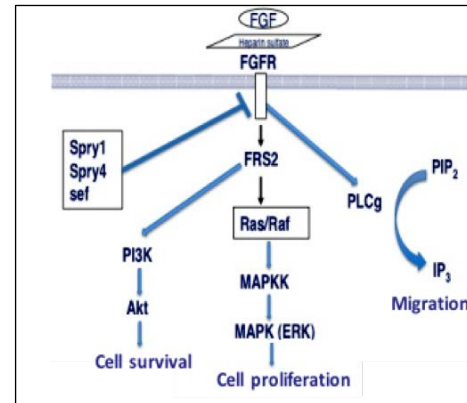 FGF
Heparin sulfate
FGFR
Spry1
Spry4
sef
FRS2
PLCg
PIP2
IP3
Migration
PI3K
Akt
Cell survival
Ras/Raf
MAPKK
MAPK (ERK)
Cell proliferation